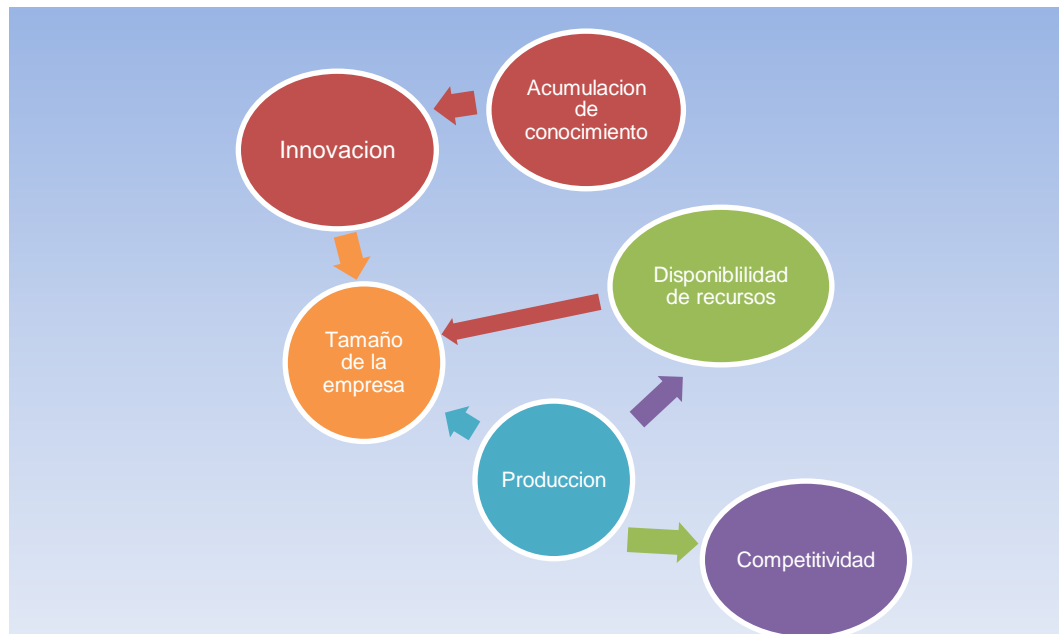 Acumulacion
de
conocimiento
Innovacion
Disponiblilidad
de recursos
Tamaño
de la
empresa
Produccion
Competitividad